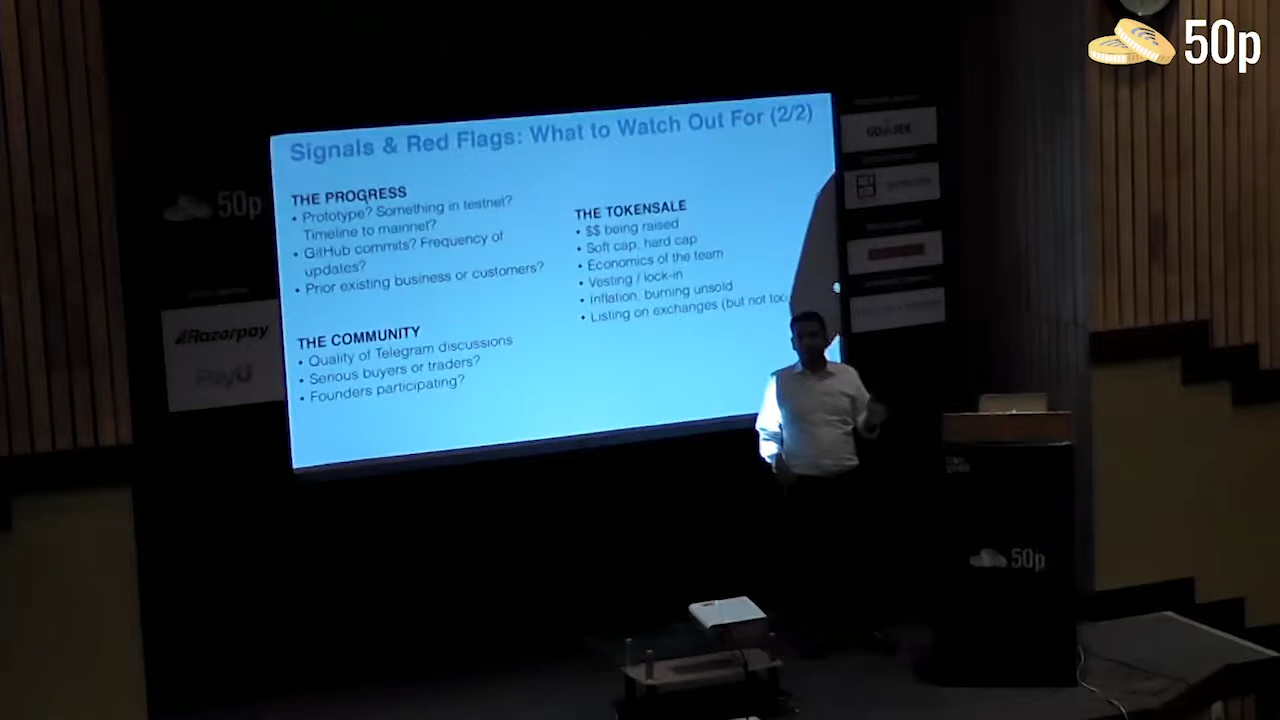 50p
Signals & Red Flags: What to Watch Out For (2/2)
THE PROGRESS
• Prototype? Something in testnet?
Timeline to mainnet?
• GitHub commits? Frequency of
updates?
• Prior existing business or customers?
THE COMMUNITY
• Quality of Telegram discussions
• Serious buyers or traders?
• Founders participating?
THE TOKENSALE
• $$ being raised
• Soft cap, hard cap
• Economics of the team
• Vesting / lock-in
• Inflation, burning unsold
• Listing on exchanges (but not too
50p
Razorpay
PayU
50p